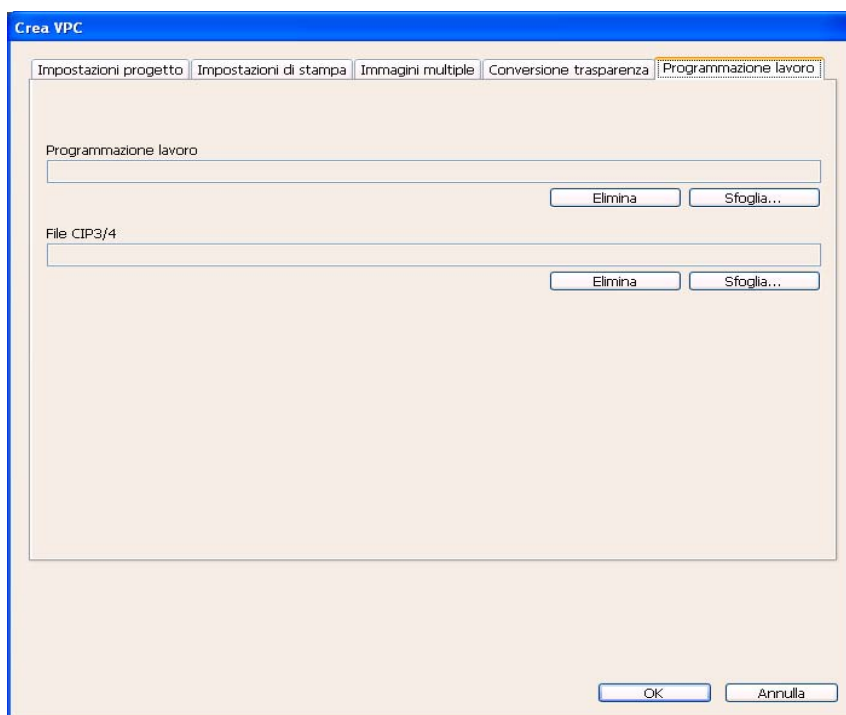 Crea VPC
Impostazioni progetto Impostazioni di stampa Immagini multiple Conversione trasparenza Programmazione lavoro
Programmazione lavoro
Elimina Sfoglia...
File CIP3/4
Elimina Sfoglia...
OK Annulla